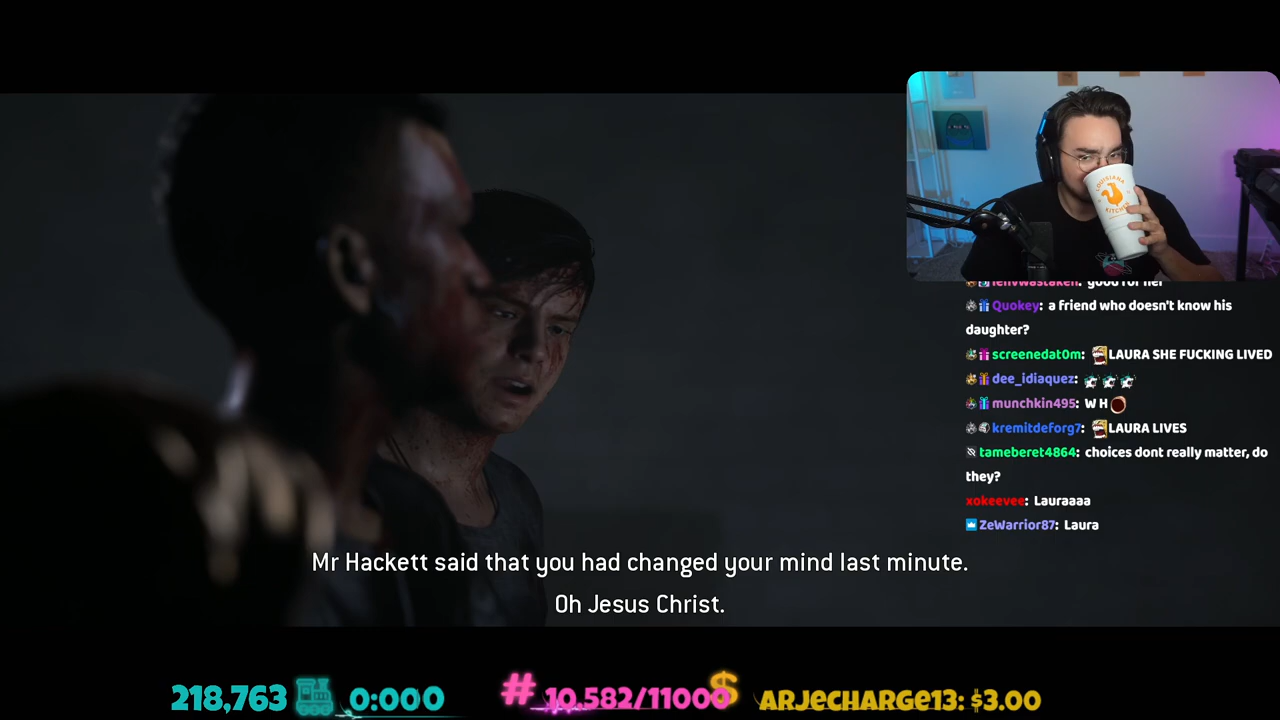 LOUISIANA
KITCHEN
good for her
Quokey: a friend who doesn't know his
daughter?
screenedat0m: LAURA SHE FUCKING LIVED
dee_idiaquez:
munchkin495: W H
kremitdeforg7: LAURA LIVES
tameberet4864: choices dont really matter, do
they?
xokeevee: Lauraaaa
ZeWarrior87: Laura
Mr Hackett said that you had changed your mind last minute.
Oh Jesus Christ.
218,763
0:000
# 10,582/11000
$ ARJECHARGE13: $3.00